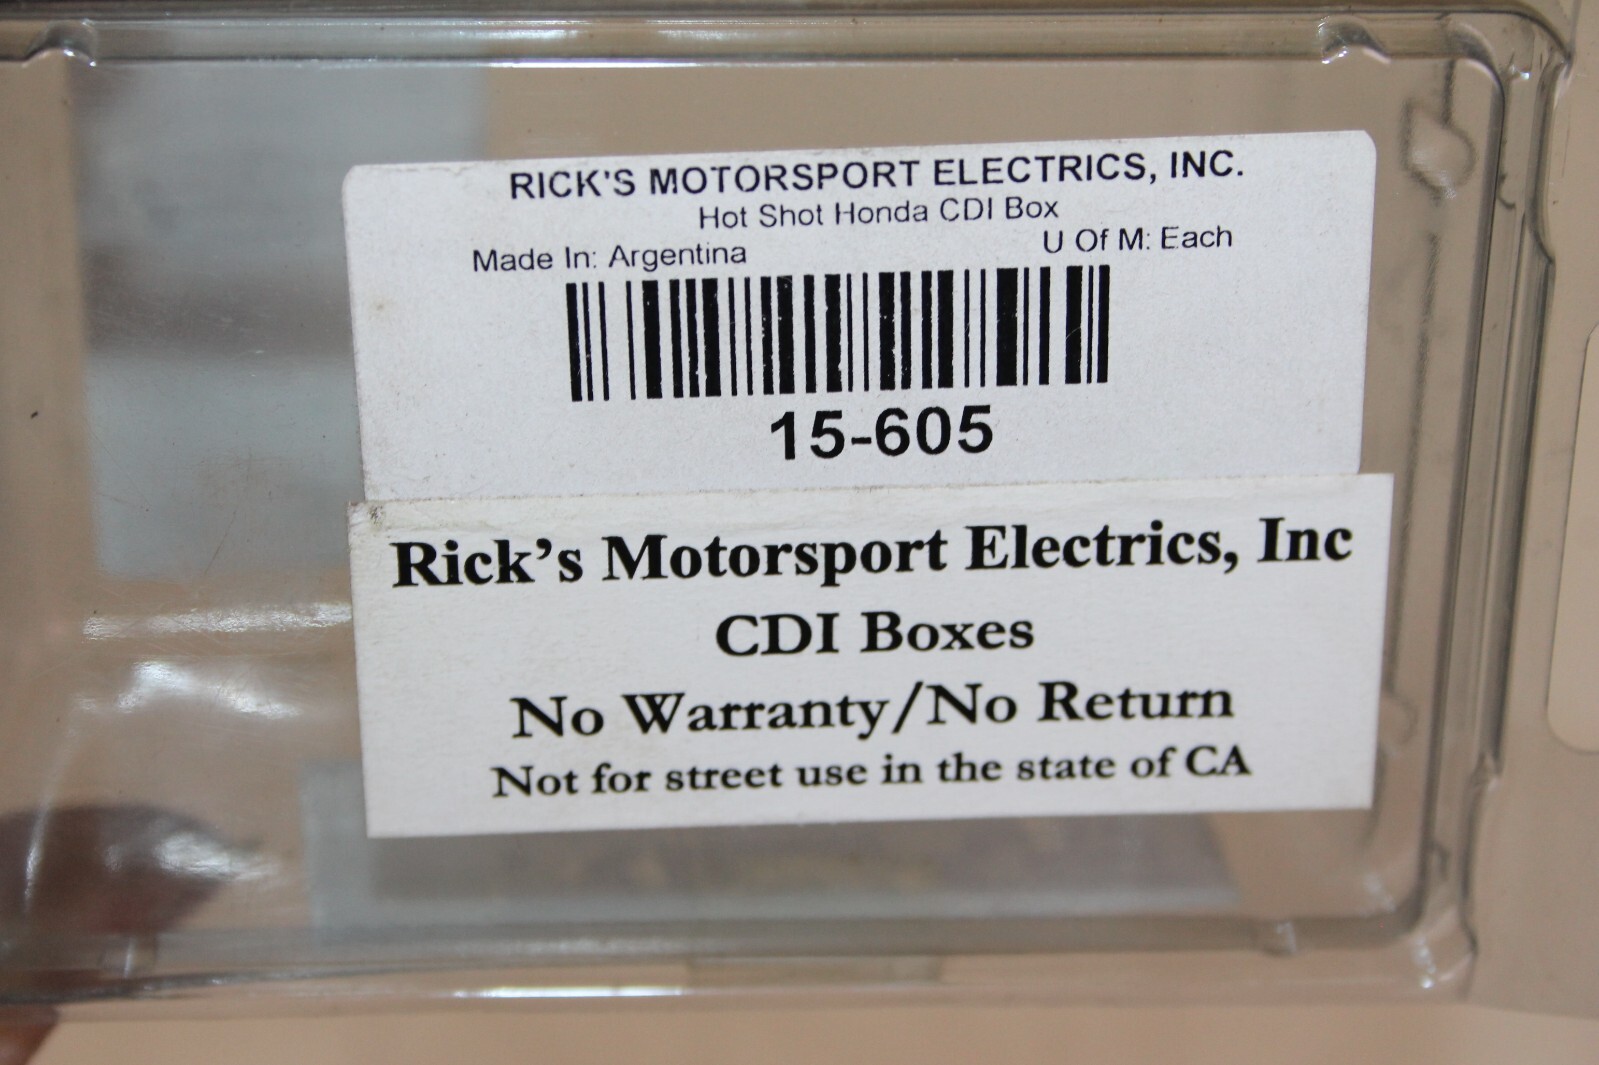 RICK'S MOTORSPORT ELECTRICS, INC.
Hot Shot Honda CDI Box
Made In: Argentina U Of M: Each
15-605
Rick's Motorsport Electrics, Inc
CDI Boxes
No Warranty/No Return
Not for street use in the state of CA